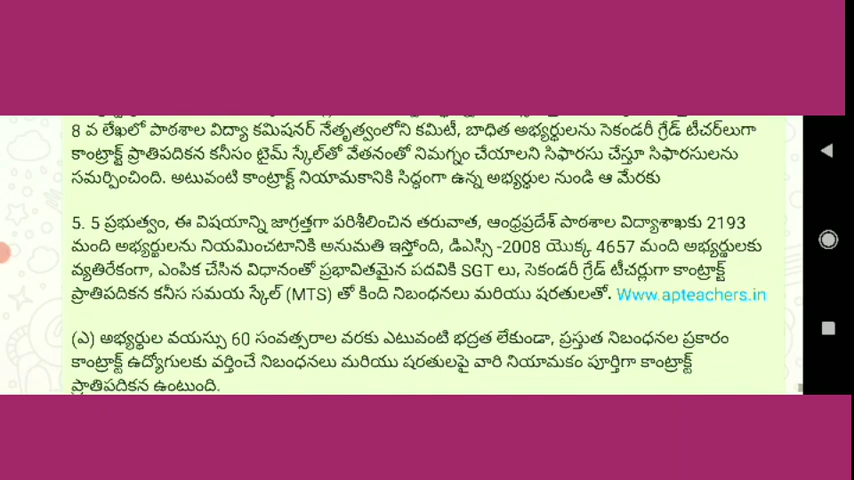 8 వ లేఖలో పాఠశాల విద్యా కమిషనర్ నేతృత్వంలోని కమిటీ, బాధిత అభ్యర్థులను సెకండరీ గ్రేడ్ టీచర్‌లుగా
కాంట్రాక్ట్ ప్రాతిపదికన కనీసం టైమ్ స్కేల్‌తో వేతనంతో నిమగ్నం చేయాలని సిఫారసు చేస్తూ సిఫారసులను
సమర్పించింది. అటువంటి కాంట్రాక్ట్ నియామకానికి సిద్ధంగా ఉన్న అభ్యర్థుల నుండి ఆ మేరకు
5. 5 ప్రభుత్వం, ఈ విషయాన్ని జాగ్రత్తగా పరిశీలించిన తరువాత, ఆంధ్రప్రదేశ్ పాఠశాల విద్యాశాఖకు 2193
మంది అభ్యర్థులను నియమించటానికి అనుమతి ఇస్తోంది, డిఎస్సి -2008 యొక్క 4657 మంది అభ్యర్థులకు
వ్యతిరేకంగా, ఎంపిక చేసిన విధానంతో ప్రభావితమైన పదవికి SGT లు, సెకండరీ గ్రేడ్ టీచర్లుగా కాంట్రాక్ట్
ప్రాతిపదికన కనీస సమయ స్కేల్ (MTS) తో కింది నిబంధనలు మరియు షరతులతో. Www.apteachers.in
(ఎ) అభ్యర్థుల వయస్సు 60 సంవత్సరాల వరకు ఎటువంటి భద్రత లేకుండా, ప్రస్తుత నిబంధనల ప్రకారం
కాంట్రాక్ట్ ఉద్యోగులకు వర్తించే నిబంధనలు మరియు షరతులపై వారి నియామకం పూర్తిగా కాంట్రాక్ట్
ప్రాతిపదికన ఉంటుంది.